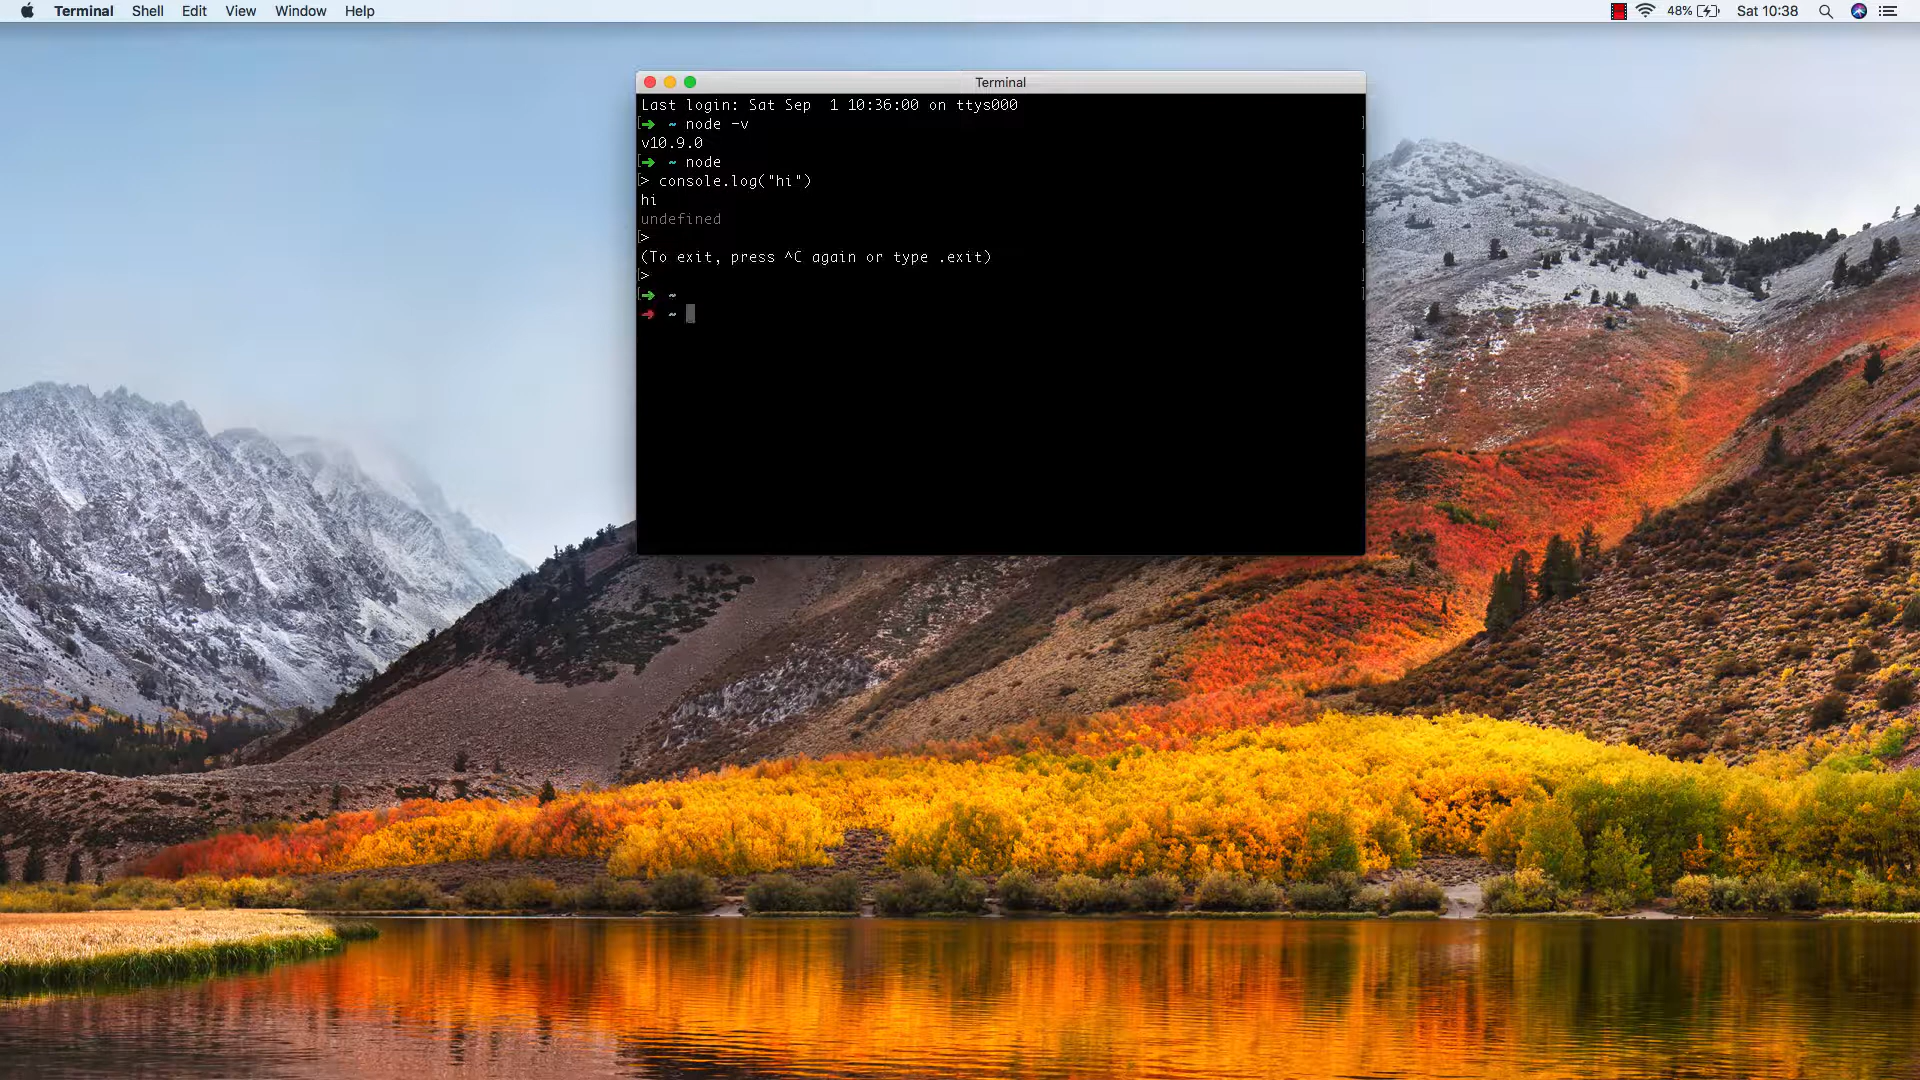 Terminal Shell Edit View Window Help 48% Sat 10:38
Terminal
Last login: Sat Sep  1 10:36:00 on ttys000
➜ ~ node -v
v10.9.0
➜ ~ node
> console.log("hi")
hi
undefined
>
(To exit, press ^C again or type .exit)
>
➜ ~
➜ ~